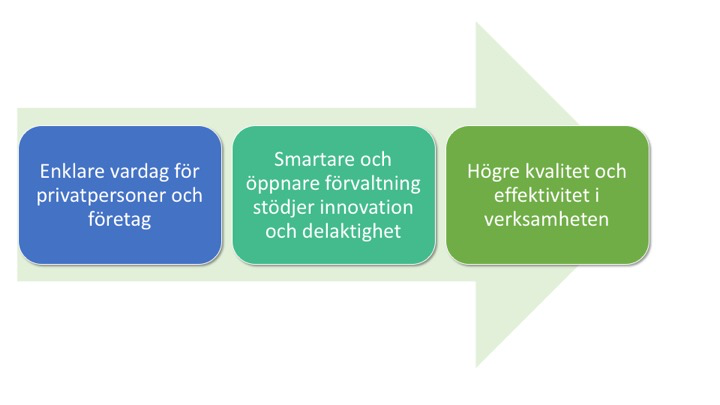 Enklare vardag för
privatpersoner och
företag
Smartare och
öppnare förvaltning
stödjer innovation
och delaktighet
Högre kvalitet och
effektivitet i
verksamheten